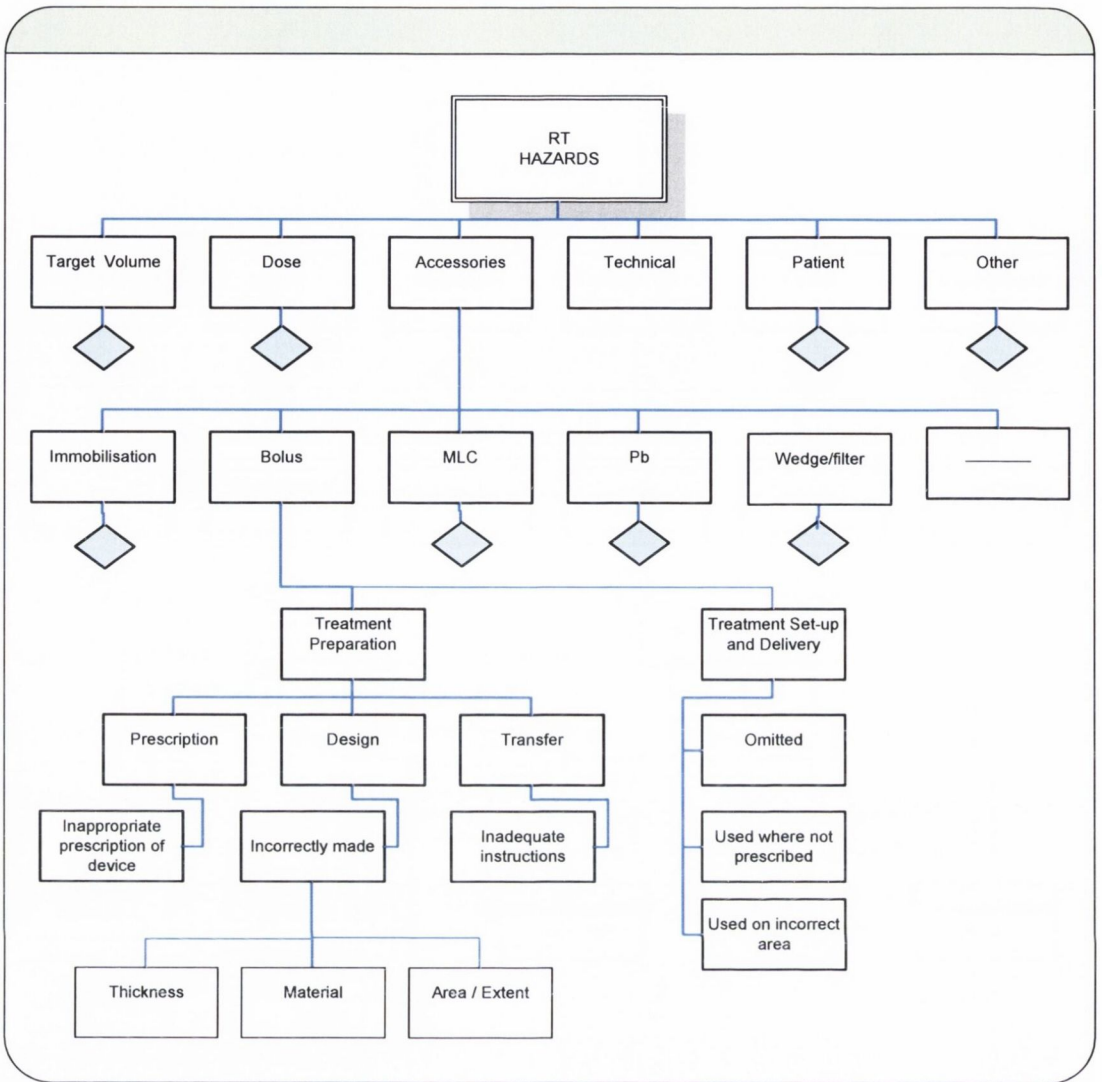 RT
HAZARDS
Target Volume
Dose
Accessories
Technical
Patient
Other
Immobilisation
Bolus
MLC
Pb
Wedge/filter
Treatment
Preparation
Treatment Set-up
and Delivery
Prescription
Design
Transfer
Omitted
Inappropriate
prescription of
device
Incorrectly made
Inadequate
instructions
Used where not
prescribed
Used on incorrect
area
Thickness
Material
Area / Extent